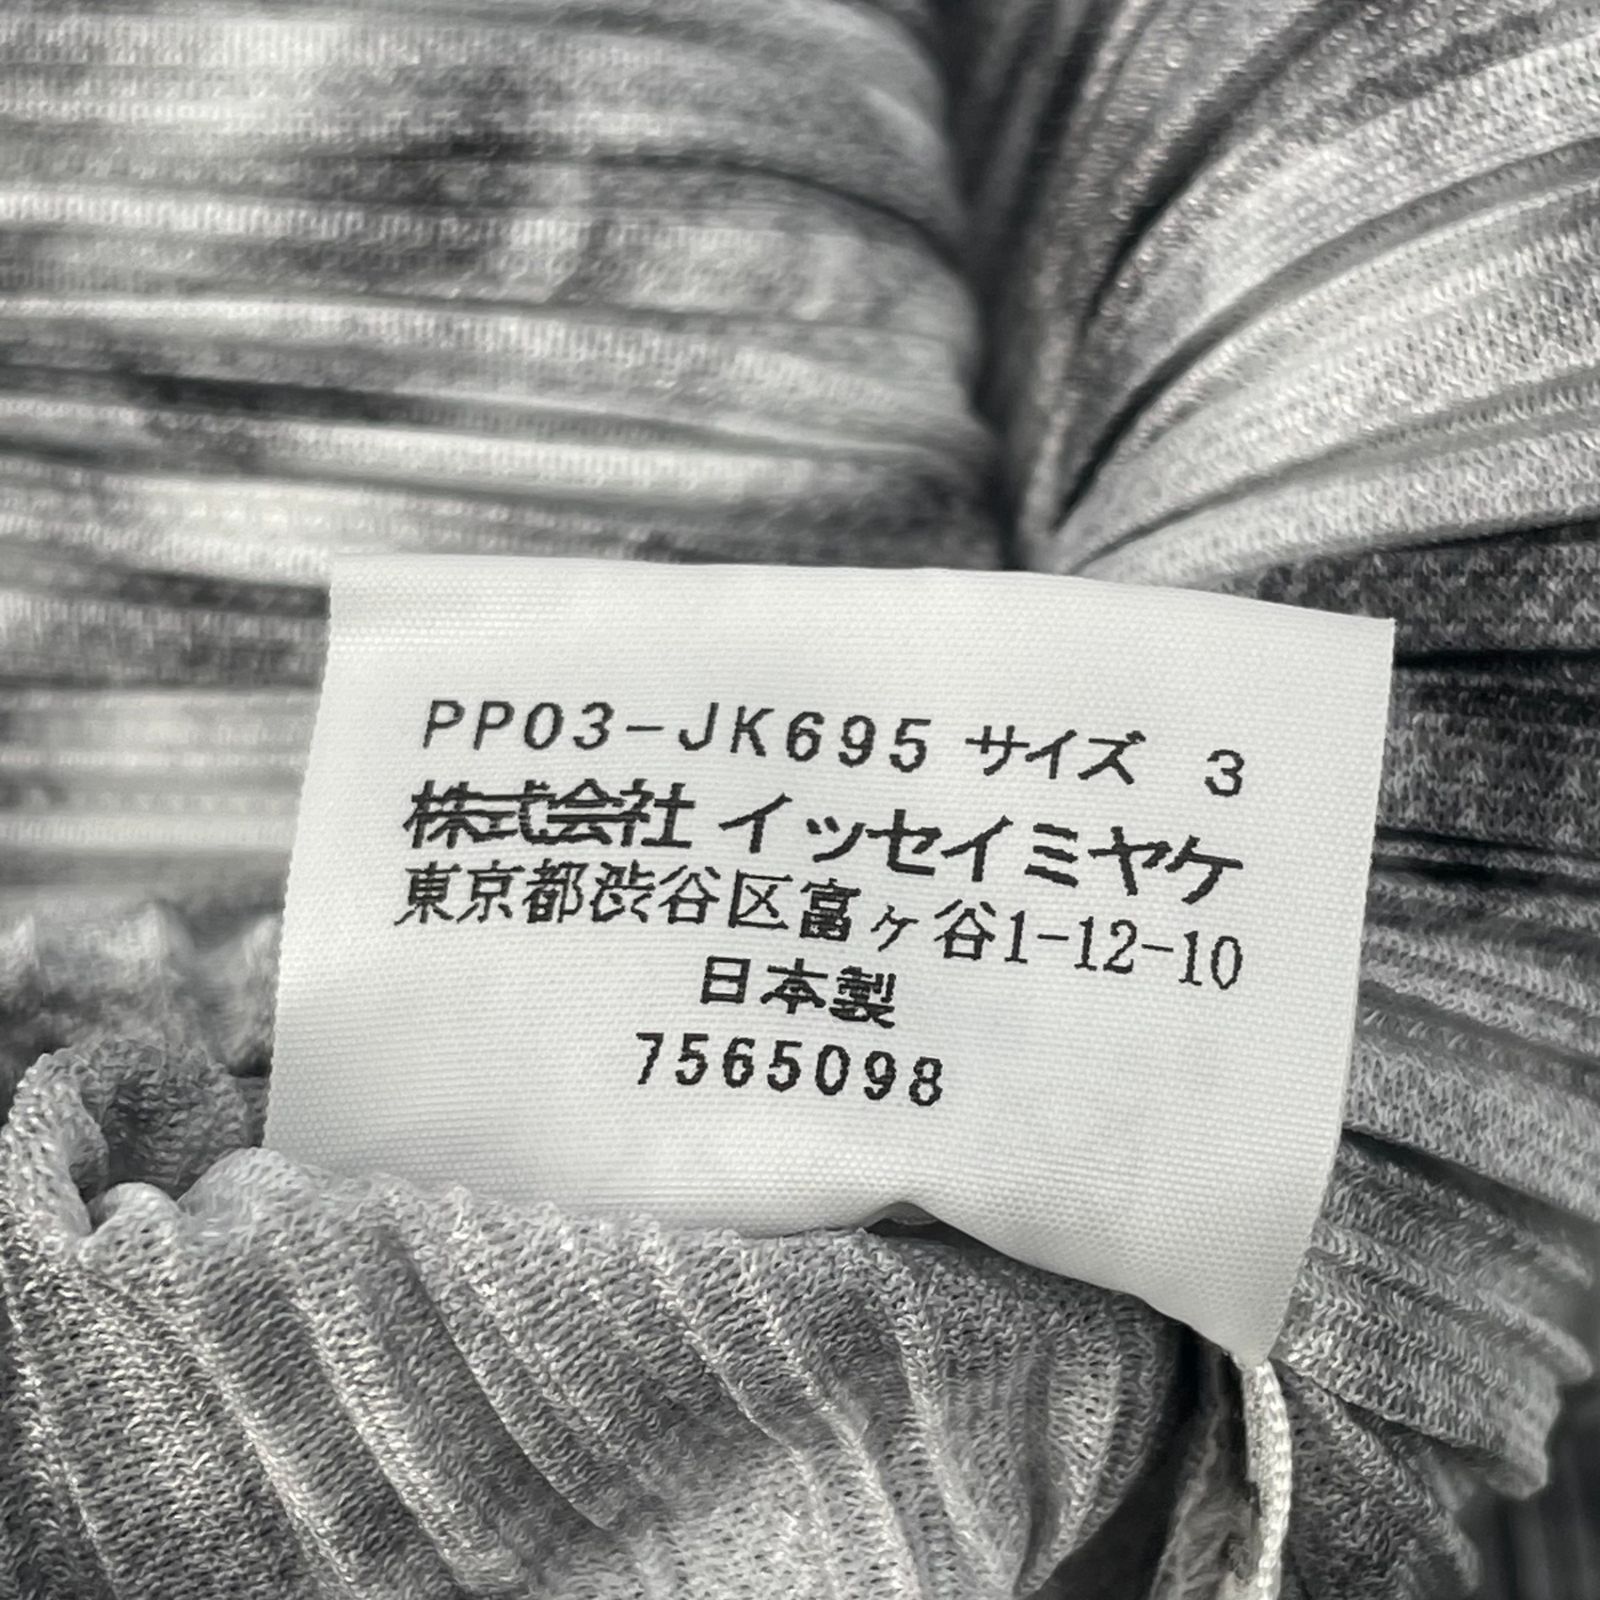 PP03-JK695 サイズ 3
株式会社 イッセイミヤケ
東京都渋谷区富ヶ谷1-12-10
日本製
7565098